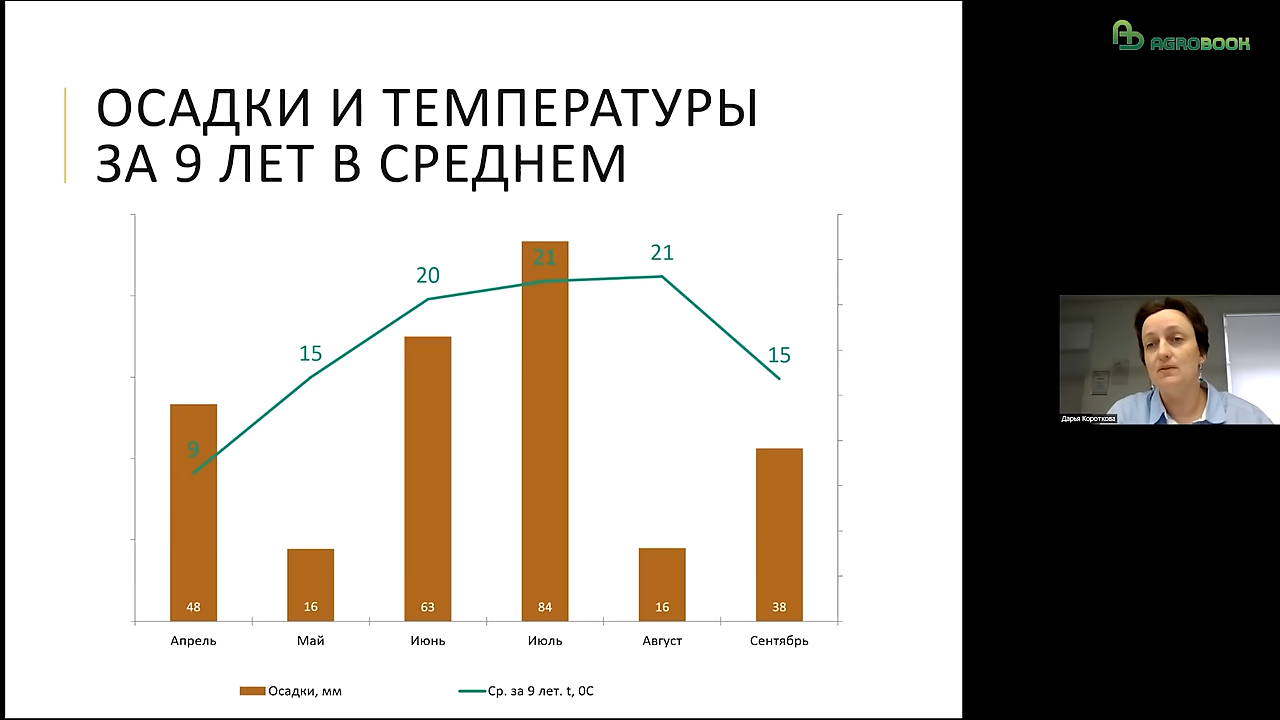 AGROBOOK
ОСАДКИ И ТЕМПЕРАТУРЫ
ЗА 9 ЛЕТ В СРЕДНЕМ
9
15
20
21
21
15
48
16
63
84
16
38
Апрель
Май
Июнь
Июль
Август
Сентябрь
Осадки, мм
Ср. за 9 лет. t, 0С
Дарья Короткова